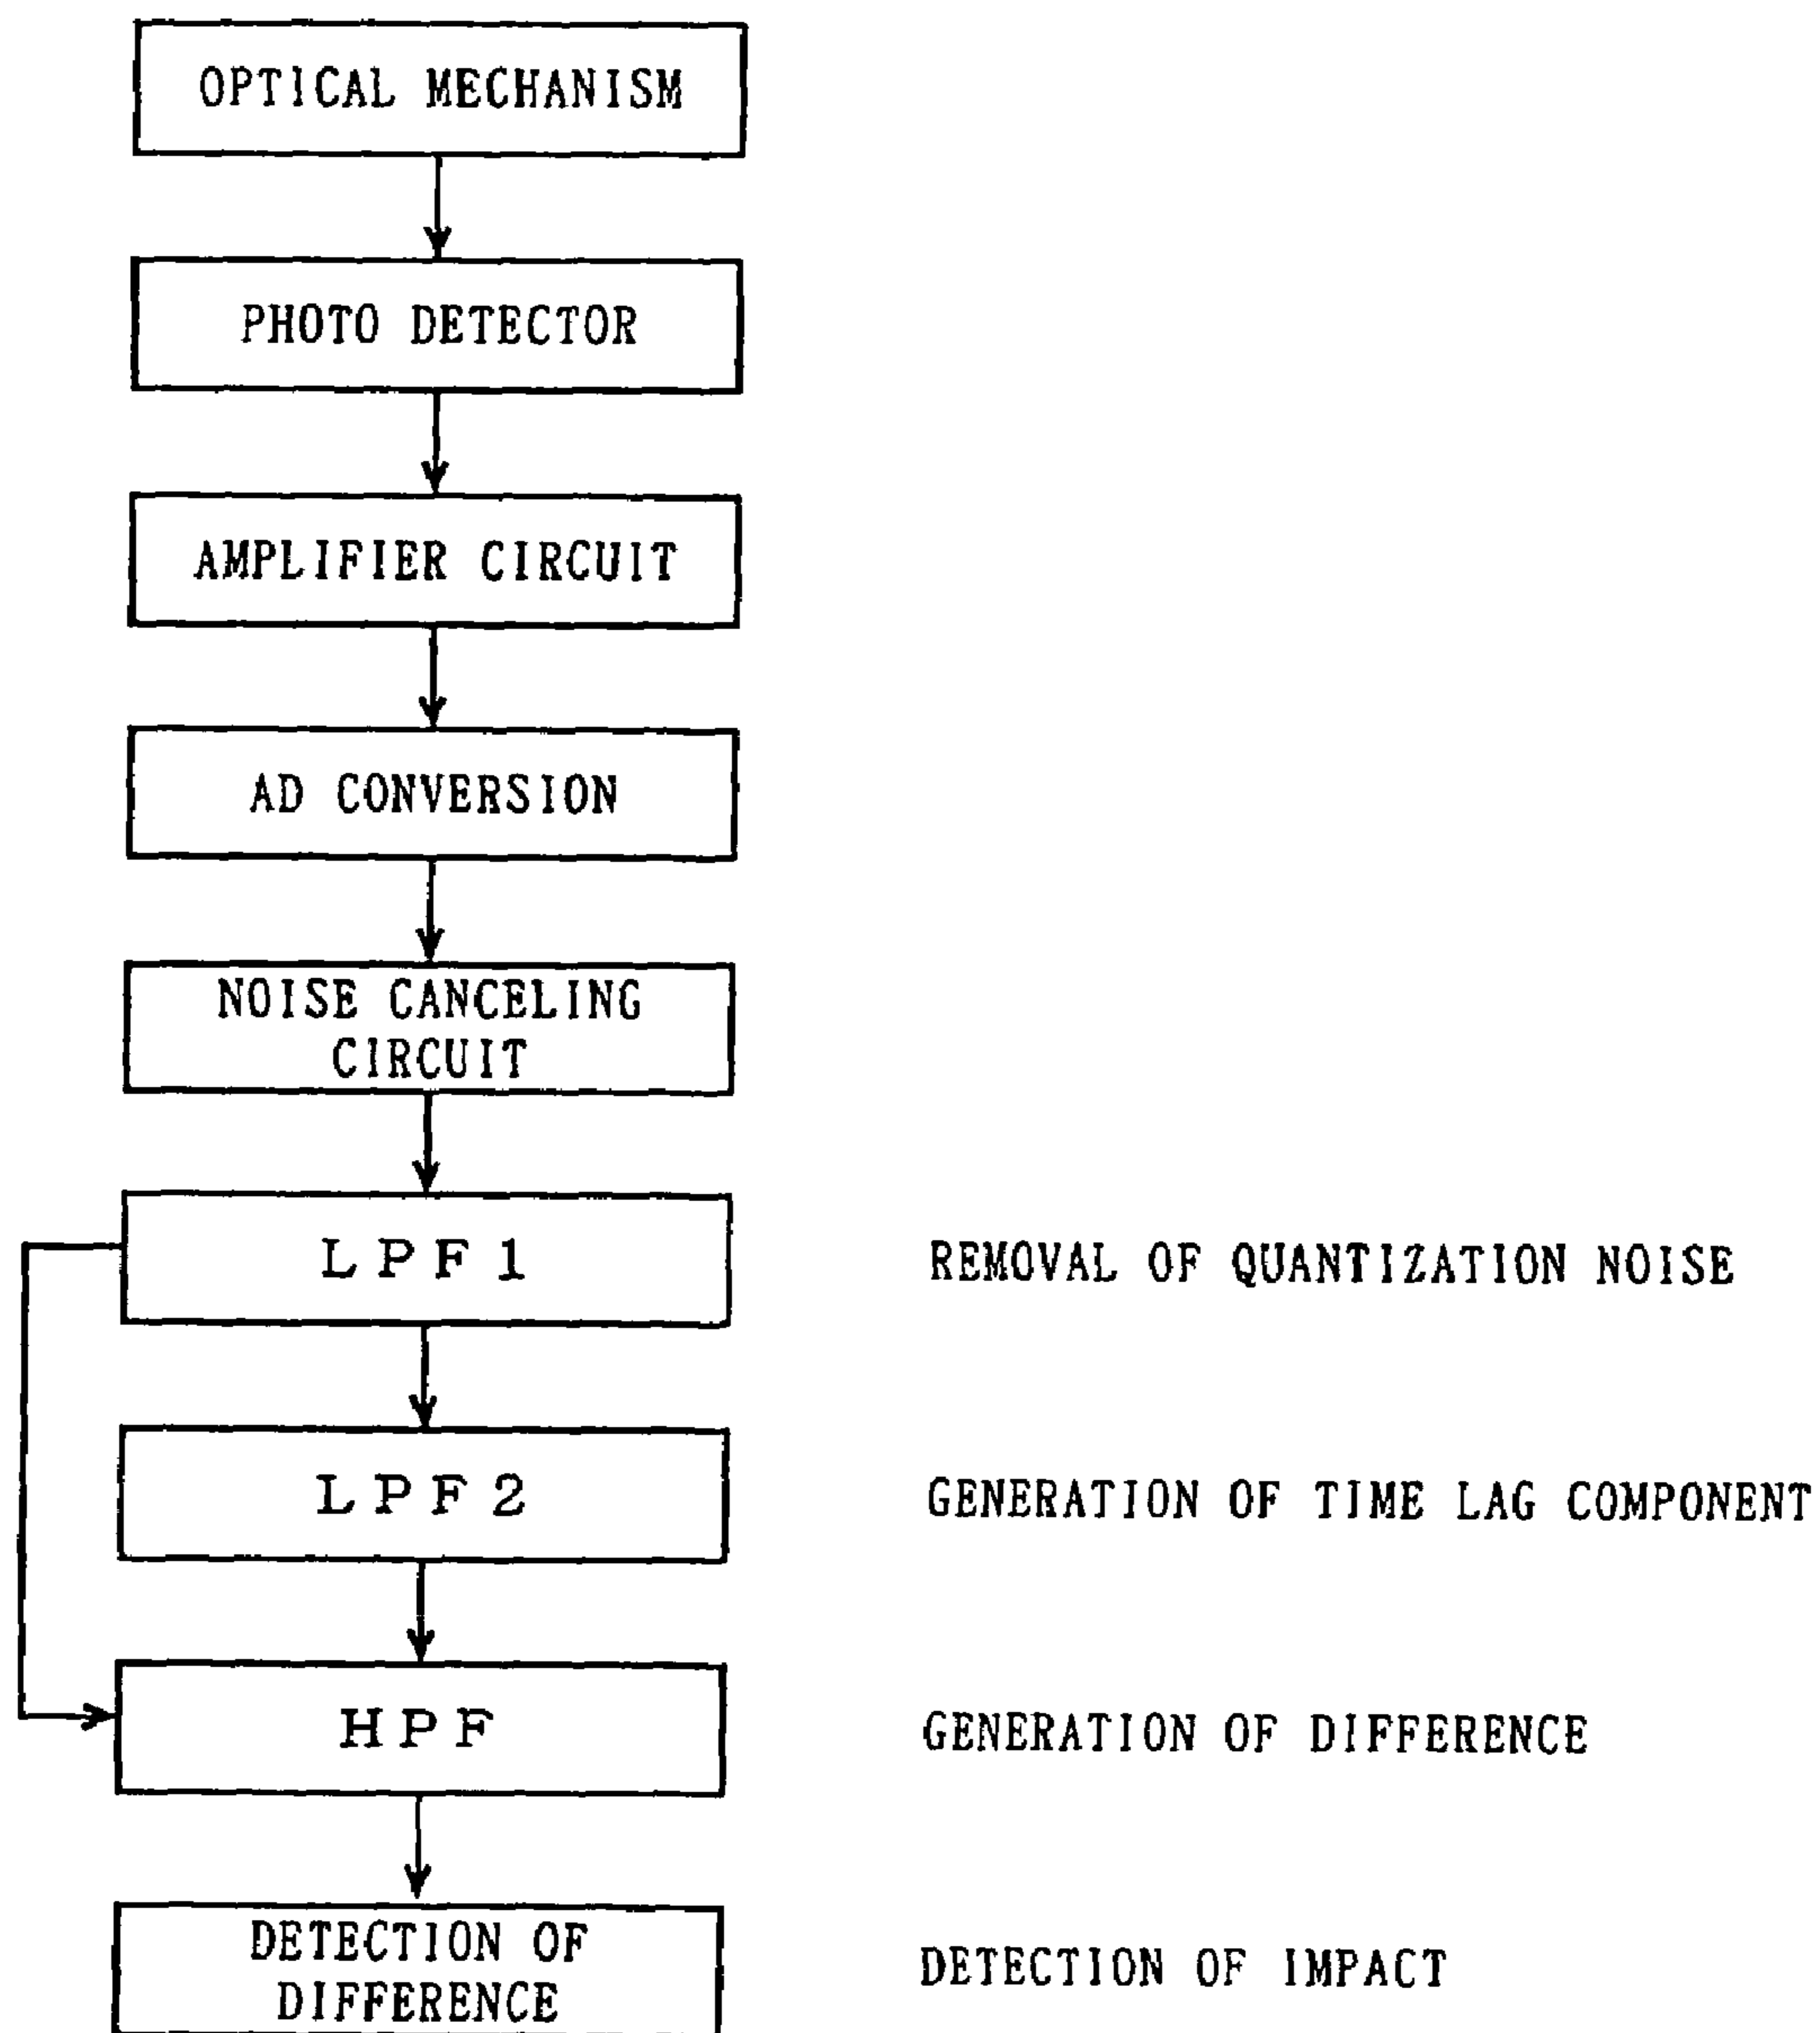 OPTICAL MECHANISM
PHOTO DETECTOR
AMPLIFIER CIRCUIT
AD CONVERSION
NOISE CANCELING
CIRCUIT
LPF1
REMOVAL OF QUANTIZATION NOISE
LPF2
GENERATION OF TIME LAG COMPONENT
HPF
GENERATION OF DIFFERENCE
DETECTION OF
DIFFERENCE
DETECTION OF IMPACT